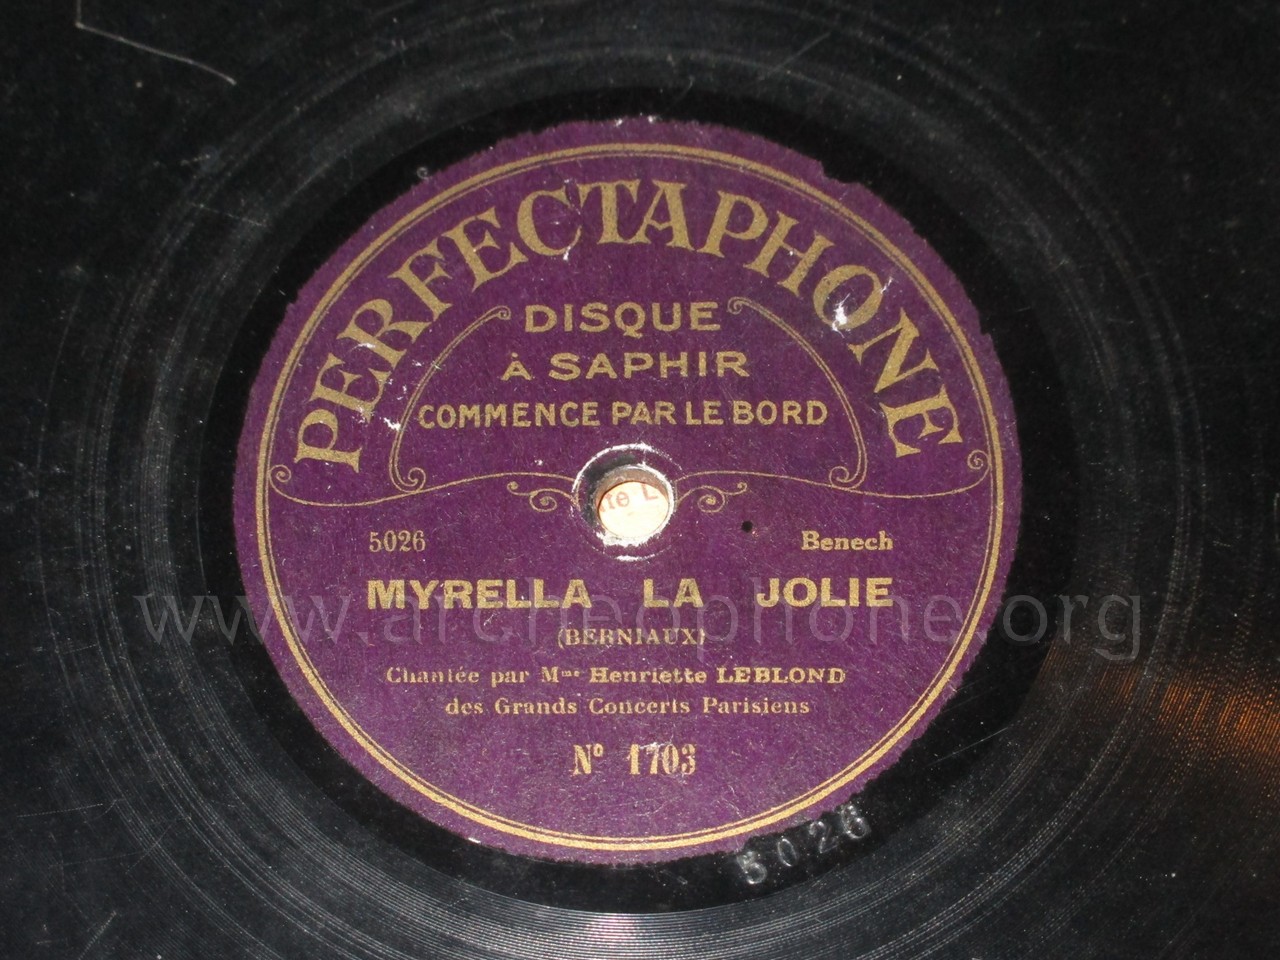 PERFECTAPHONE
DISQUE
À SAPHIR
COMMENCE PAR LE BORD
5026 Benech
MYRELLA LA JOLIE
www.archeophone.org
(BERNIAUX)
Chantée par Mme Henriette LEBLOND
des Grands Concerts Parisiens
Nº 1703
5026